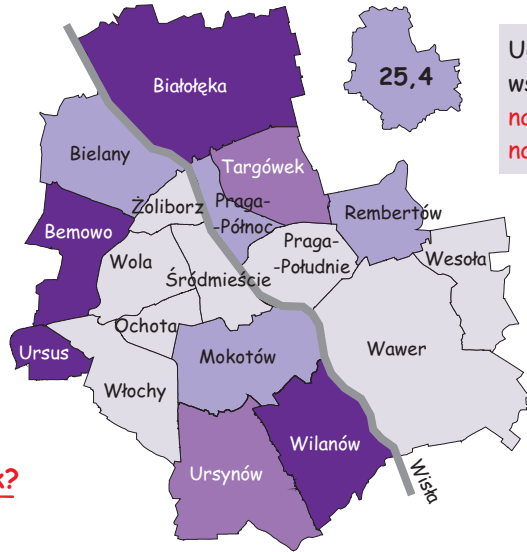 Białołęka
25,4
Bielany
Targówek
Żoliborz
Praga-
-Północ
Rembertów
Bemowo
Praga-
-Południe
Wesoła
Wola
Śródmieście
Ochota
Ursus
Mokotów
Wawer
Włochy
Wilanów
Ursynów
Wisła